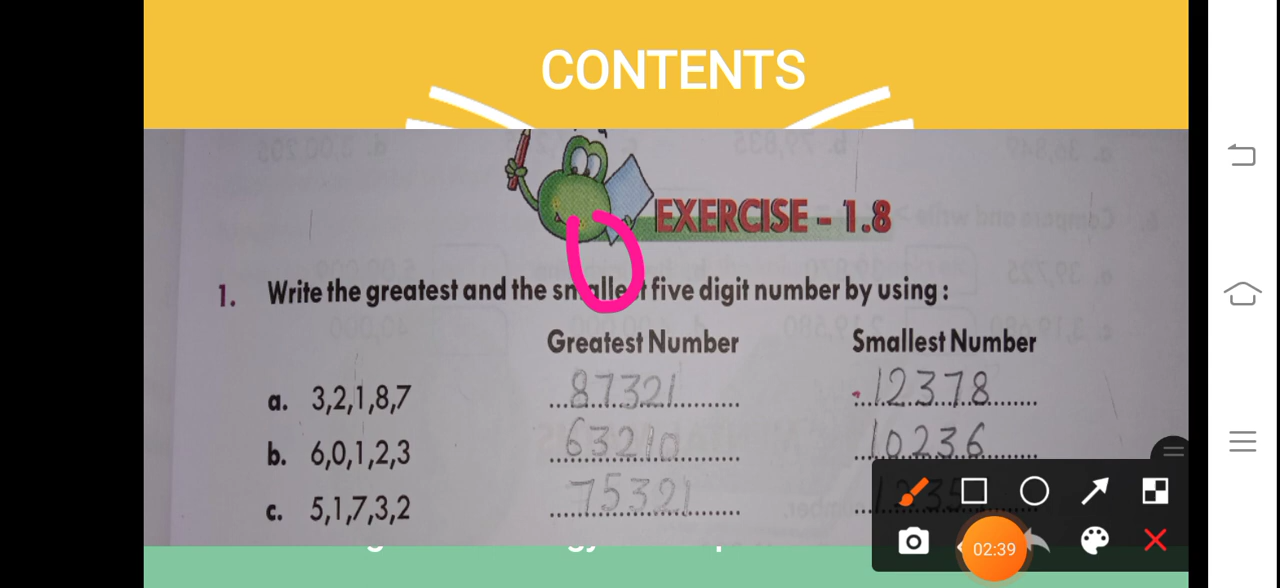 CONTENTS
EXERCISE - 1.8
1. Write the greatest and the smallest five digit number by using :
Greatest Number Smallest Number
a. 3,2,1,8,7 87321 12378
b. 6,0,1,2,3 63210 10236
c. 5,1,7,3,2 75321
02:39